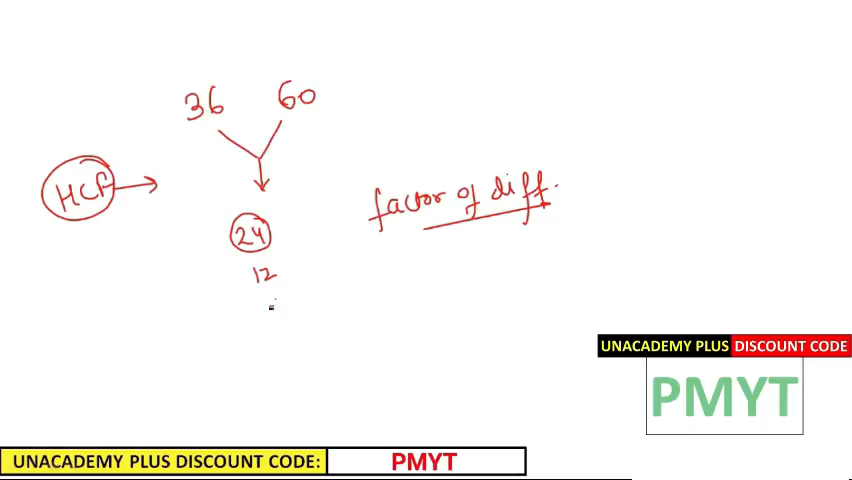 36 60
HCF
factor of diff.
24
12
UNACADEMY PLUS DISCOUNT CODE
PMYT
UNACADEMY PLUS DISCOUNT CODE: PMYT